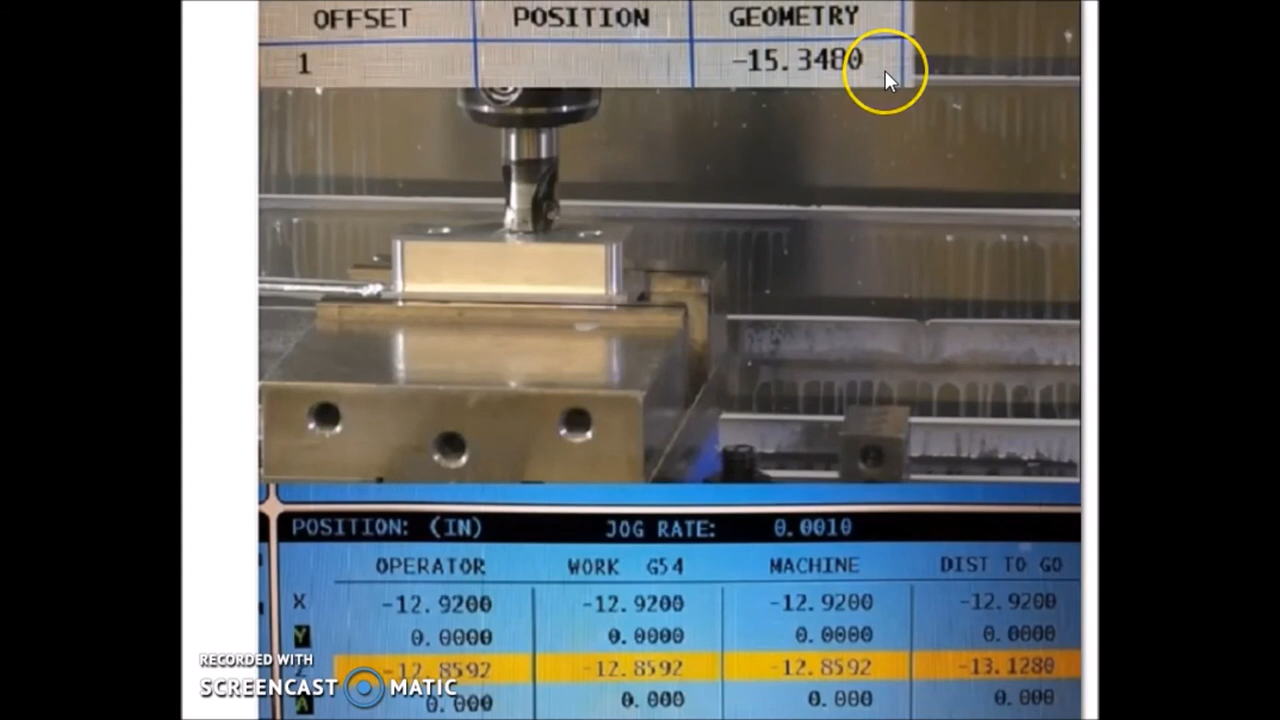 OFFSET POSITION GEOMETRY
1 -15.3480
POSITION: (IN) JOG RATE: 0.0010
OPERATOR WORK G54 MACHINE DIST TO GO
X -12.9200 -12.9200 -12.9200 -12.9200
Y 0.0000 0.0000 0.0000 0.0000
Z -12.8592 -12.8592 -12.8592 -13.1280
A 0.000 0.000 0.000 0.000
RECORDED WITH
SCREENCAST MATIC